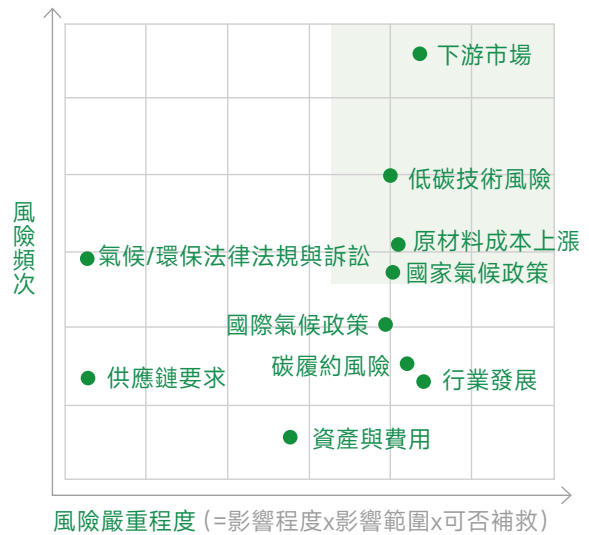 下游市場
低碳技術風險
原材料成本上漲
氣候/環保法律法規與訴訟
國家氣候政策
國際氣候政策
碳履約風險
供應鏈要求
行業發展
資產與費用
風險頻次
風險嚴重程度(=影響程度x影響範圍x可否補救)